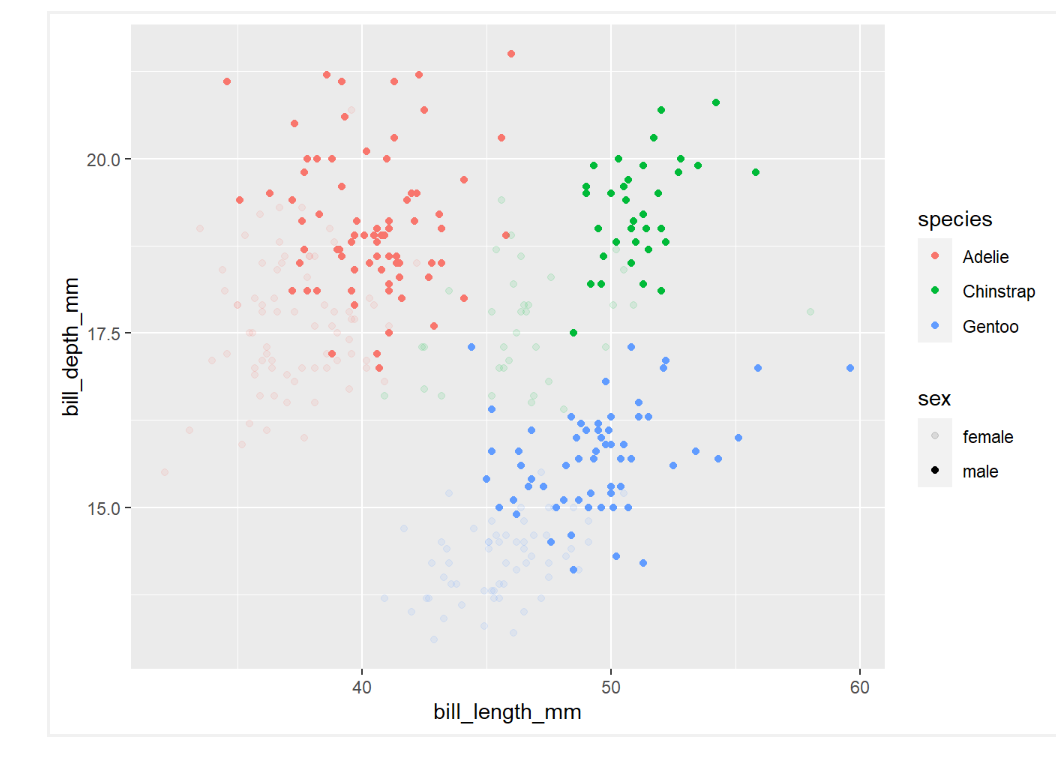 bill_depth_mm
20.0
17.5
15.0
40
50
60
bill_length_mm
species
Adelie
Chinstrap
Gentoo
sex
female
male